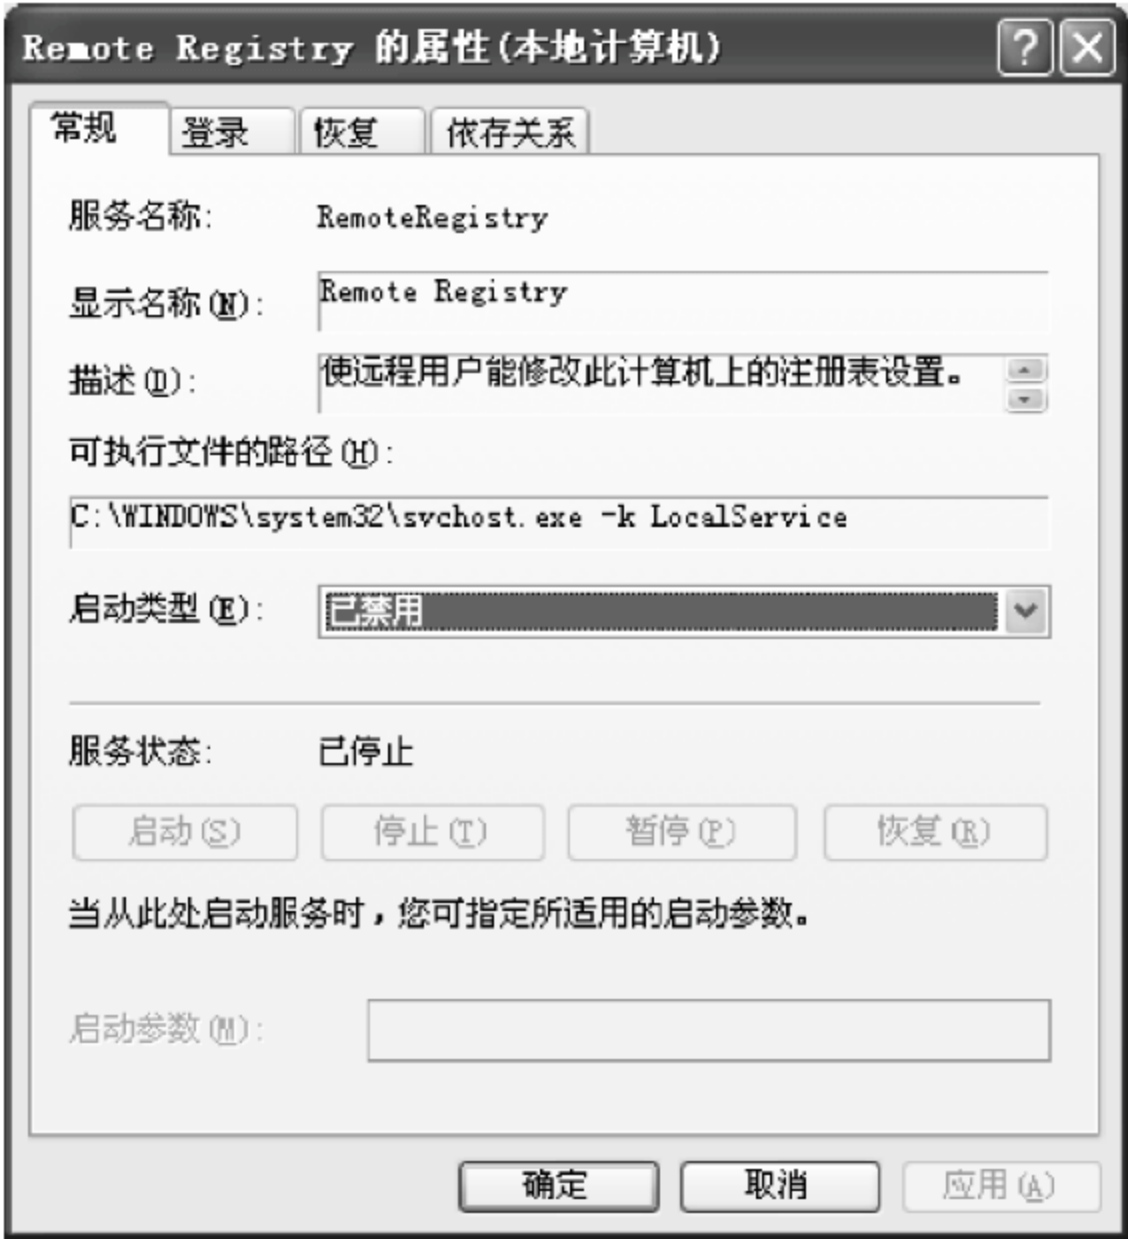 Remote Registry 的属性(本地计算机)
常规 登录 恢复 依存关系
服务名称: RemoteRegistry
显示名称(N): Remote Registry
描述(D): 使远程用户能修改此计算机上的注册表设置。
可执行文件的路径(H):
C:\WINDOWS\system32\svchost.exe -k LocalService
启动类型(E): 已禁用
服务状态: 已停止
启动(S) 停止(T) 暂停(P) 恢复(R)
当从此处启动服务时，您可指定所适用的启动参数。
启动参数(M):
确定 取消 应用(A)